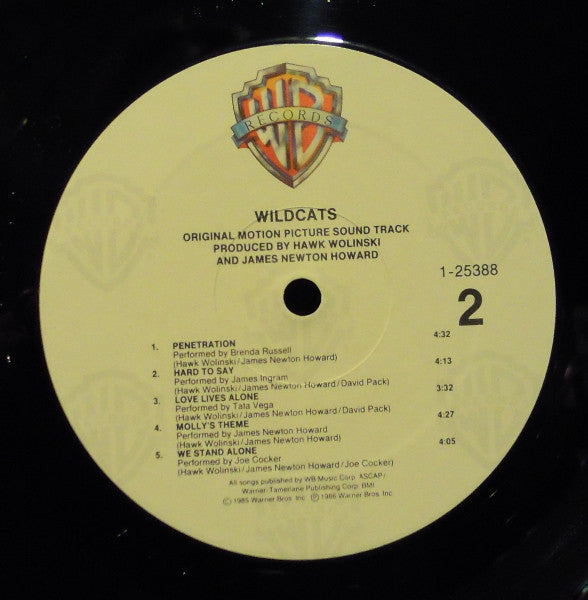 WB
RECORDS
WILDCATS
ORIGINAL MOTION PICTURE SOUND TRACK
PRODUCED BY HAWK WOLINSKI
AND JAMES NEWTON HOWARD
1-25388
2
1. PENETRATION 4:32
Performed by Brenda Russell
(Hawk Wolinski/James Newton Howard)
2. HARD TO SAY 4:13
Performed by James Ingram
(Hawk Wolinski/James Newton Howard/David Pack)
3. LOVE LIVES ALONE 3:32
Performed by Tata Vega
(Hawk Wolinski/James Newton Howard/David Pack)
4. MOLLY'S THEME 4:27
Performed by James Newton Howard
(Hawk Wolinski/James Newton Howard)
5. WE STAND ALONE 4:05
Performed by Joe Cocker
(Hawk Wolinski/James Newton Howard/Joe Cocker)
All songs published by WB Music Corp. ASCAP/
Warner-Tamerlane Publishing Corp. BMI
©1985 Warner Bros. Inc. ℗1986 Warner Bros. Inc.